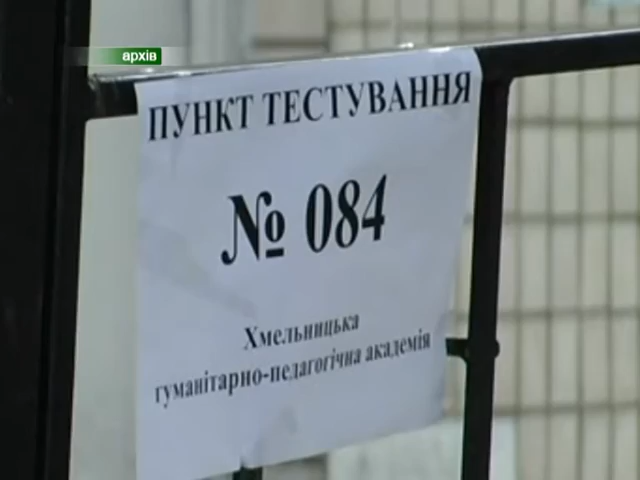 архів
ПУНКТ ТЕСТУВАННЯ
№ 084
Хмельницька
гуманітарно-педагогічна академія